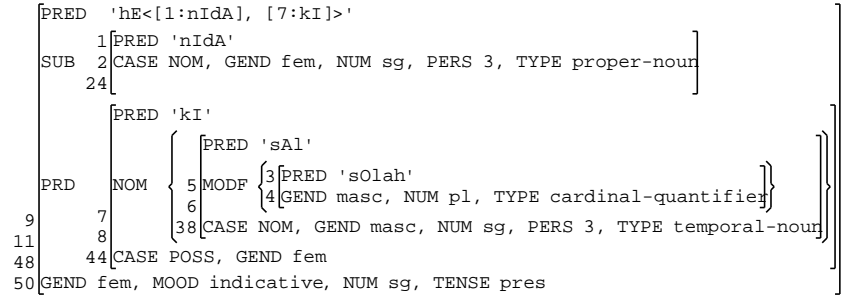 PRED 'hE<[1:nIdA], [7:kI]>'
1 PRED 'nIdA'
SUB 2 CASE NOM, GEND fem, NUM sg, PERS 3, TYPE proper-noun
24
PRED 'kI'
PRED 'sAl'
3 PRED 'sOlah'
PRD NOM 5 MODF 4 GEND masc, NUM pl, TYPE cardinal-quantifier
6
9 7 38 CASE NOM, GEND masc, NUM sg, PERS 3, TYPE temporal-noun
11 8
48 44 CASE POSS, GEND fem
50 GEND fem, MOOD indicative, NUM sg, TENSE pres